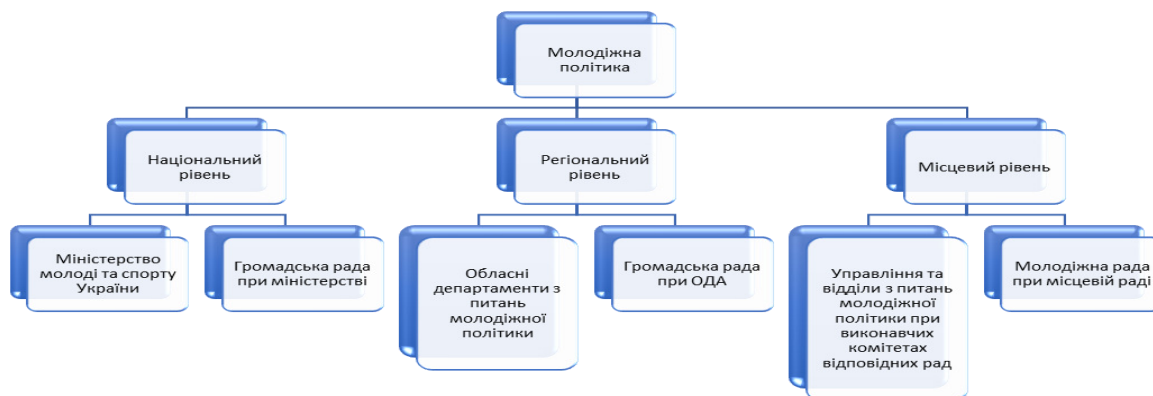 Молодіжна
політика
Національний
рівень
Регіональний
рівень
Місцевий рівень
Міністерство
молоді та спорту
України
Громадська рада
при міністерстві
Обласні
департаменти з
питань
молодіжної
політики
Громадська рада
при ОДА
Управління та
відділи з питань
молодіжної
політики при
виконавчих
комітетах
відповідних рад
Молодіжна рада
при місцевій раді